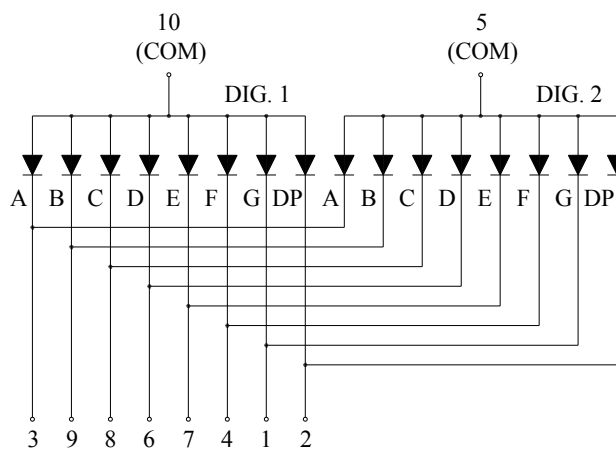 10 5
(COM) (COM)
DIG. 1 DIG. 2
A B C D E F G DP A B C D E F G DP
3 9 8 6 7 4 1 2